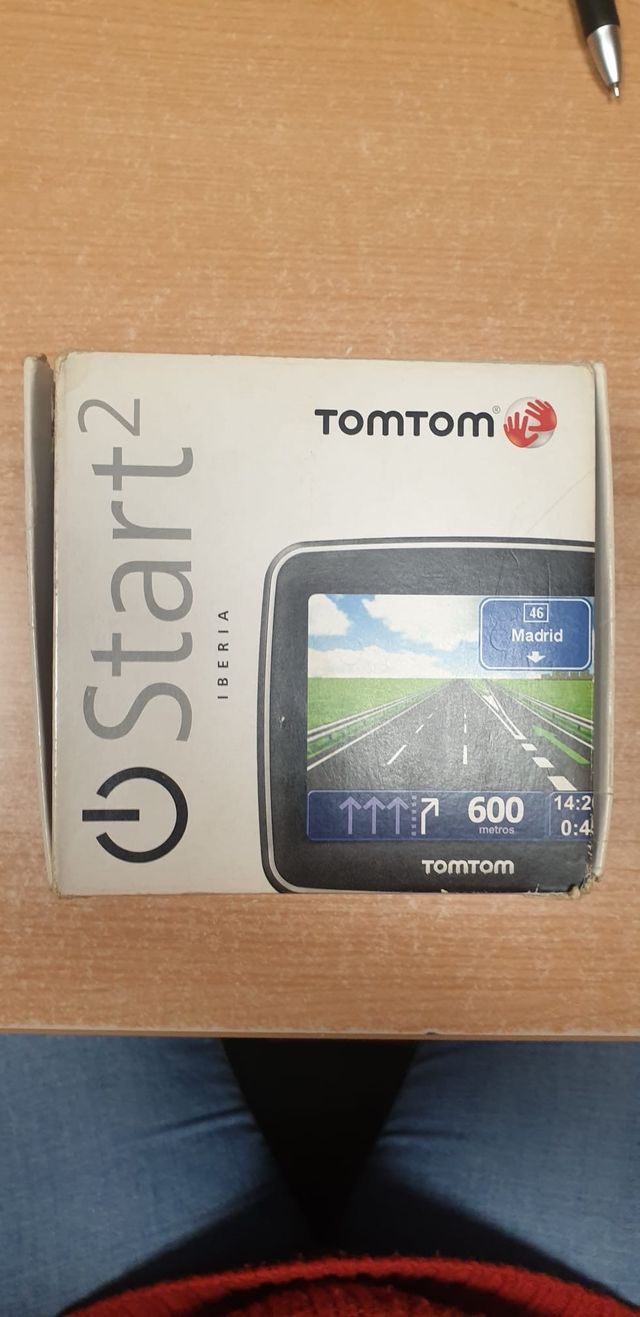 TOMTOM®
Start²
IBERIA
46
Madrid
600
metros
14:2
0:4
TOMTOM